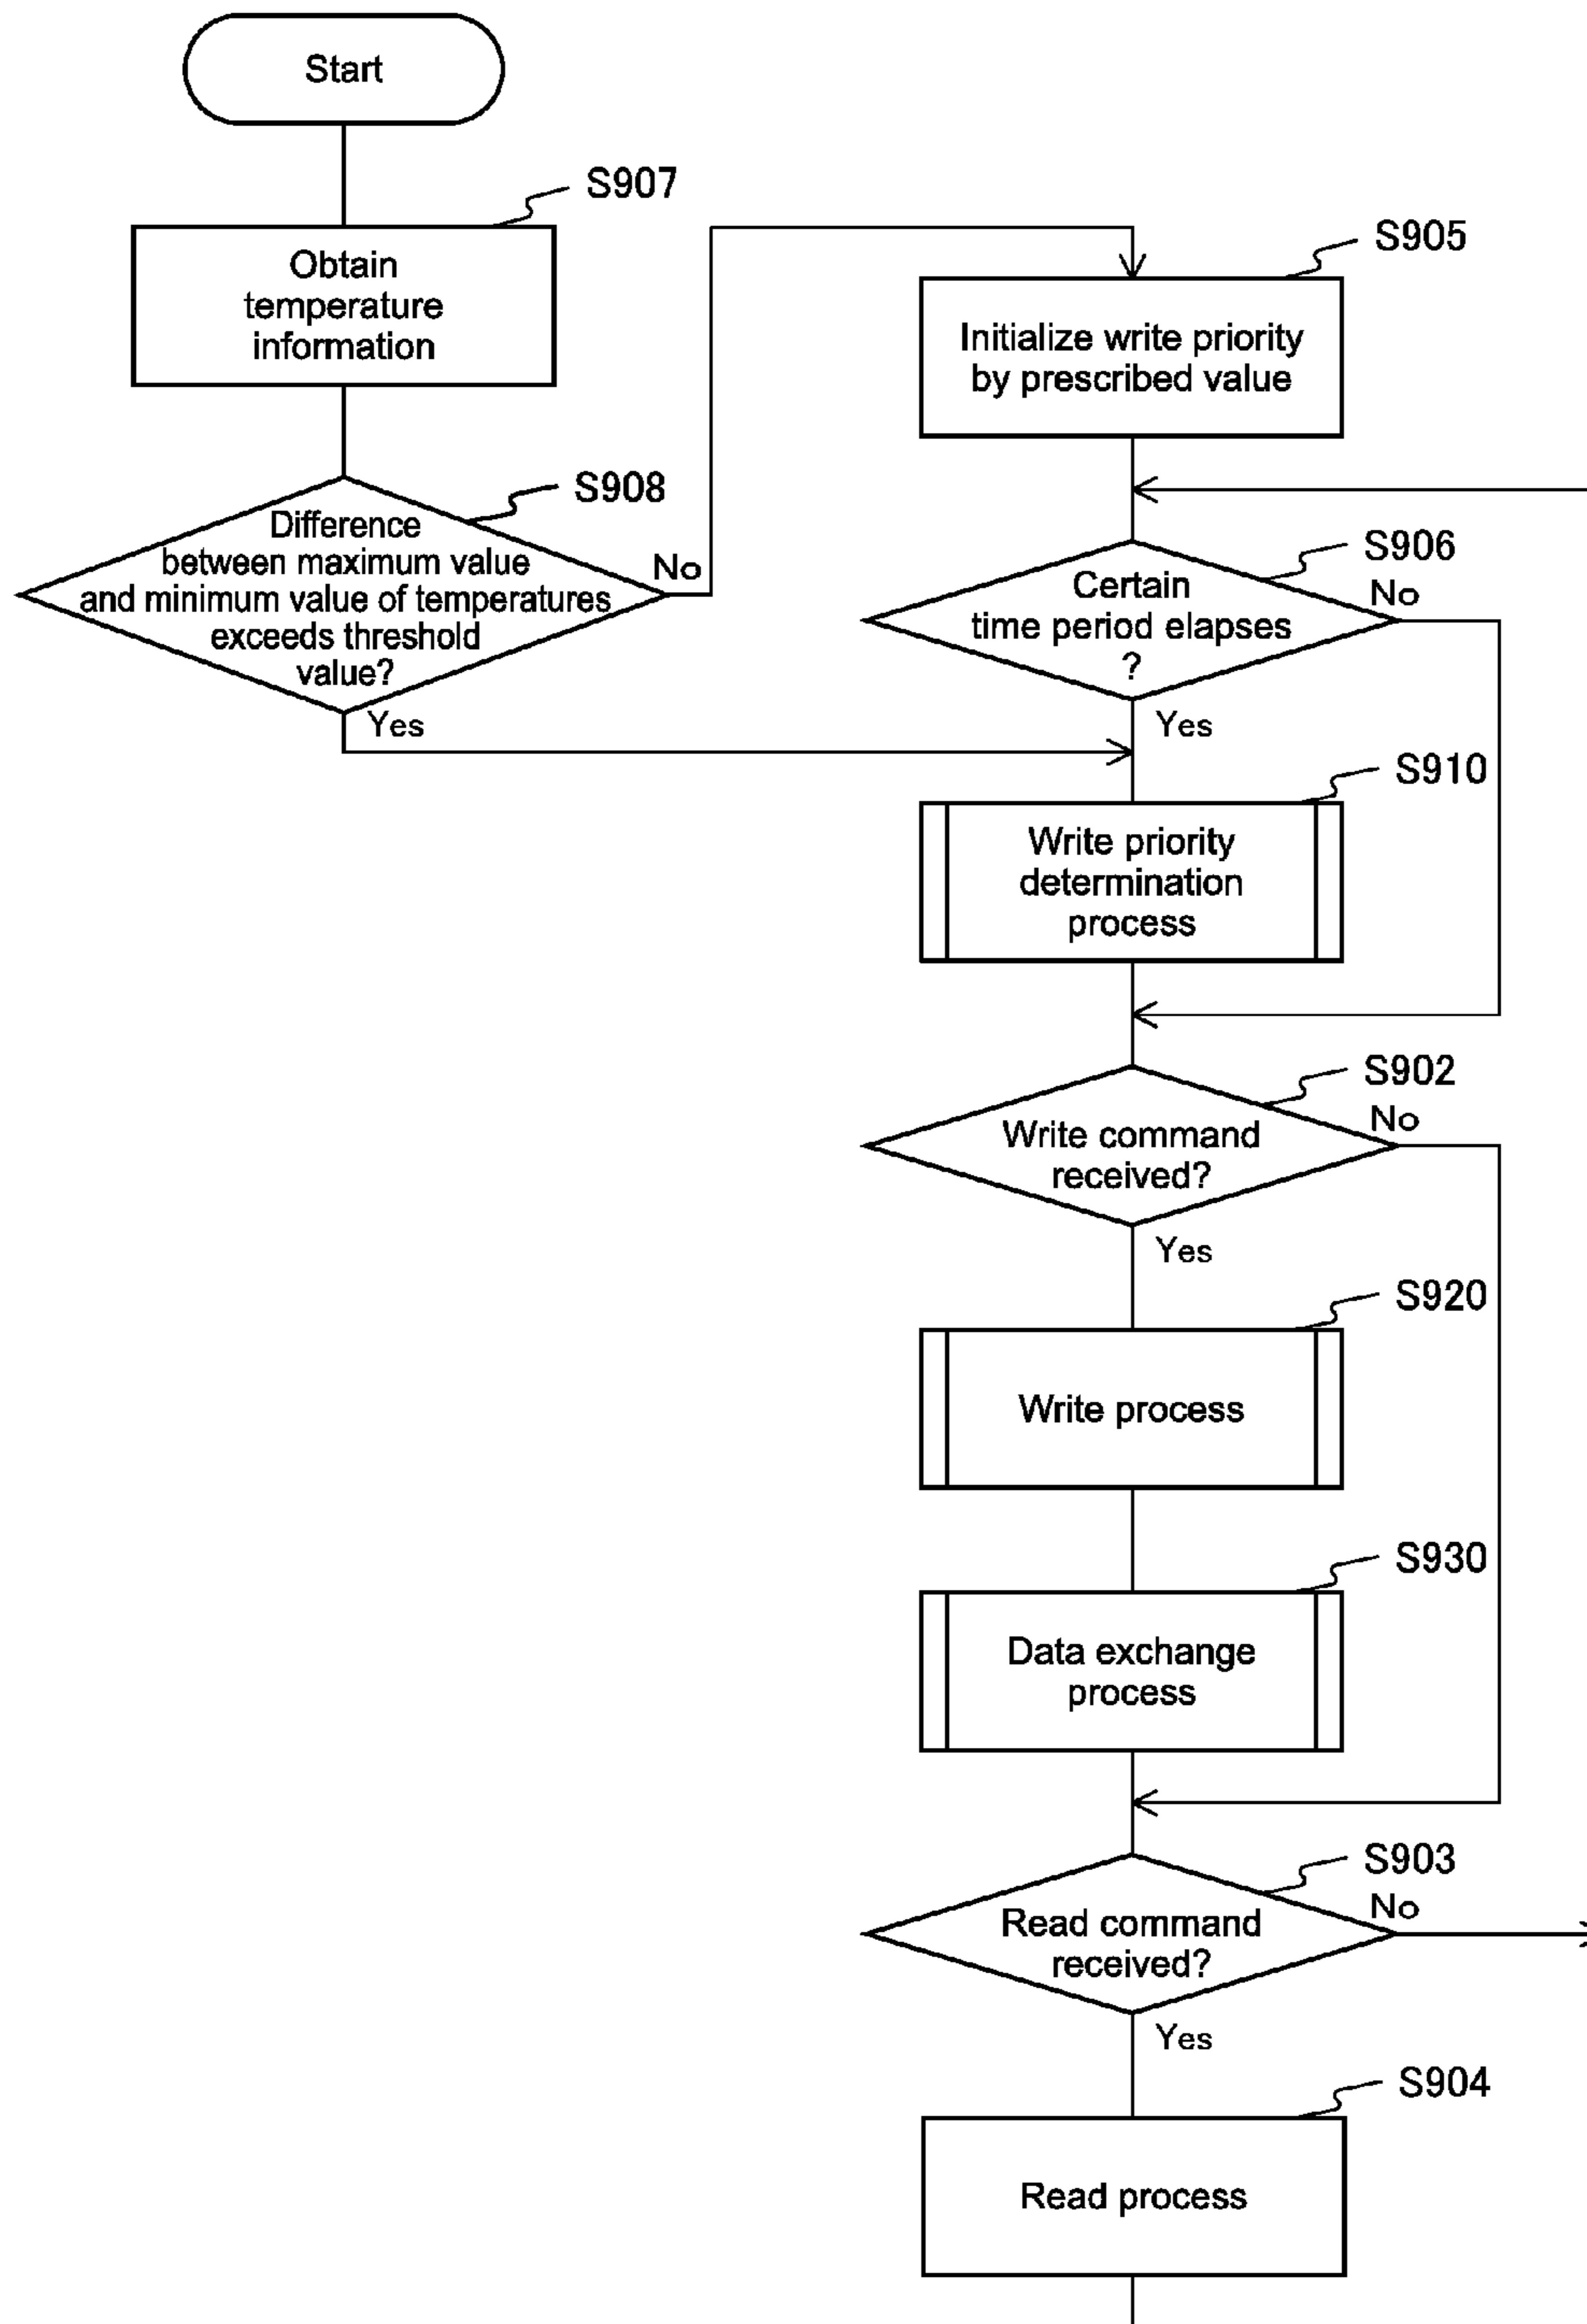 Start
S907
Obtain
temperature
information
S908
Difference
between maximum value
and minimum value of temperatures
exceeds threshold
value?
No
Yes
S905
Initialize write priority
by prescribed value
S906
Certain
time period elapses
?
No
Yes
S910
Write priority
determination
process
S902
Write command
received?
No
Yes
S920
Write process
S930
Data exchange
process
S903
Read command
received?
No
Yes
S904
Read process